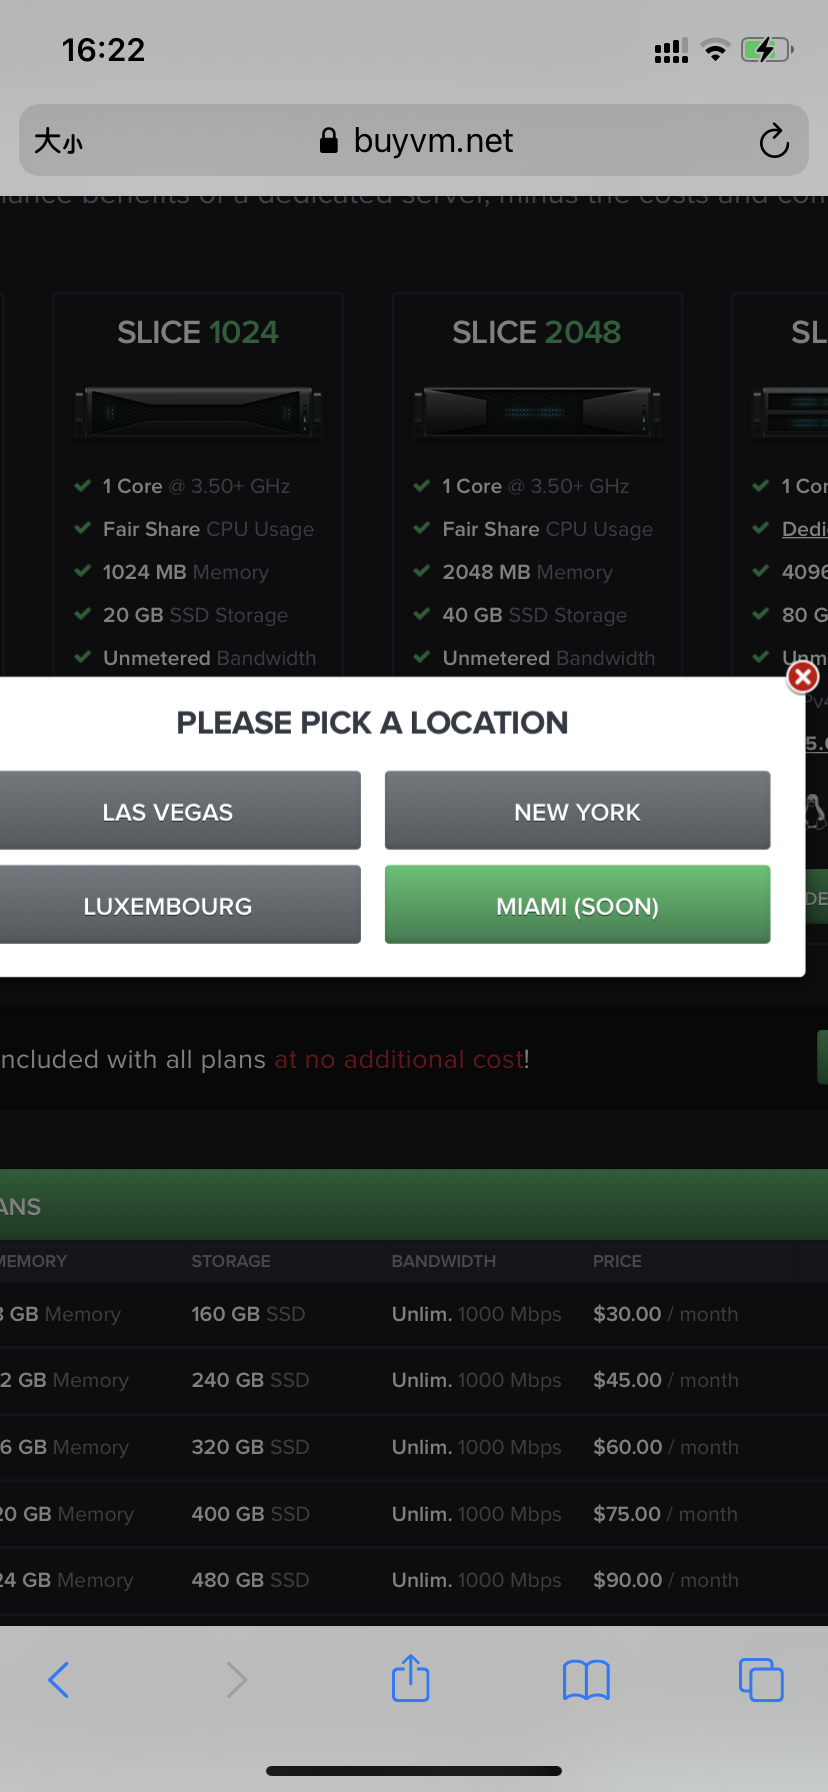 16:22
大小
buyvm.net
SLICE 1024
1 Core @ 3.50+ GHz
Fair Share CPU Usage
1024 MB Memory
20 GB SSD Storage
Unmetered Bandwidth
SLICE 2048
1 Core @ 3.50+ GHz
Fair Share CPU Usage
2048 MB Memory
40 GB SSD Storage
Unmetered Bandwidth
SL
1 Cor
Dedi
4096
80 G
Unm
PLEASE PICK A LOCATION
LAS VEGAS
NEW YORK
LUXEMBOURG
MIAMI (SOON)
ncluded with all plans at no additional cost!
ANS
MEMORY STORAGE BANDWIDTH PRICE
GB Memory 160 GB SSD Unlim. 1000 Mbps $30.00 / month
2 GB Memory 240 GB SSD Unlim. 1000 Mbps $45.00 / month
6 GB Memory 320 GB SSD Unlim. 1000 Mbps $60.00 / month
20 GB Memory 400 GB SSD Unlim. 1000 Mbps $75.00 / month
24 GB Memory 480 GB SSD Unlim. 1000 Mbps $90.00 / month